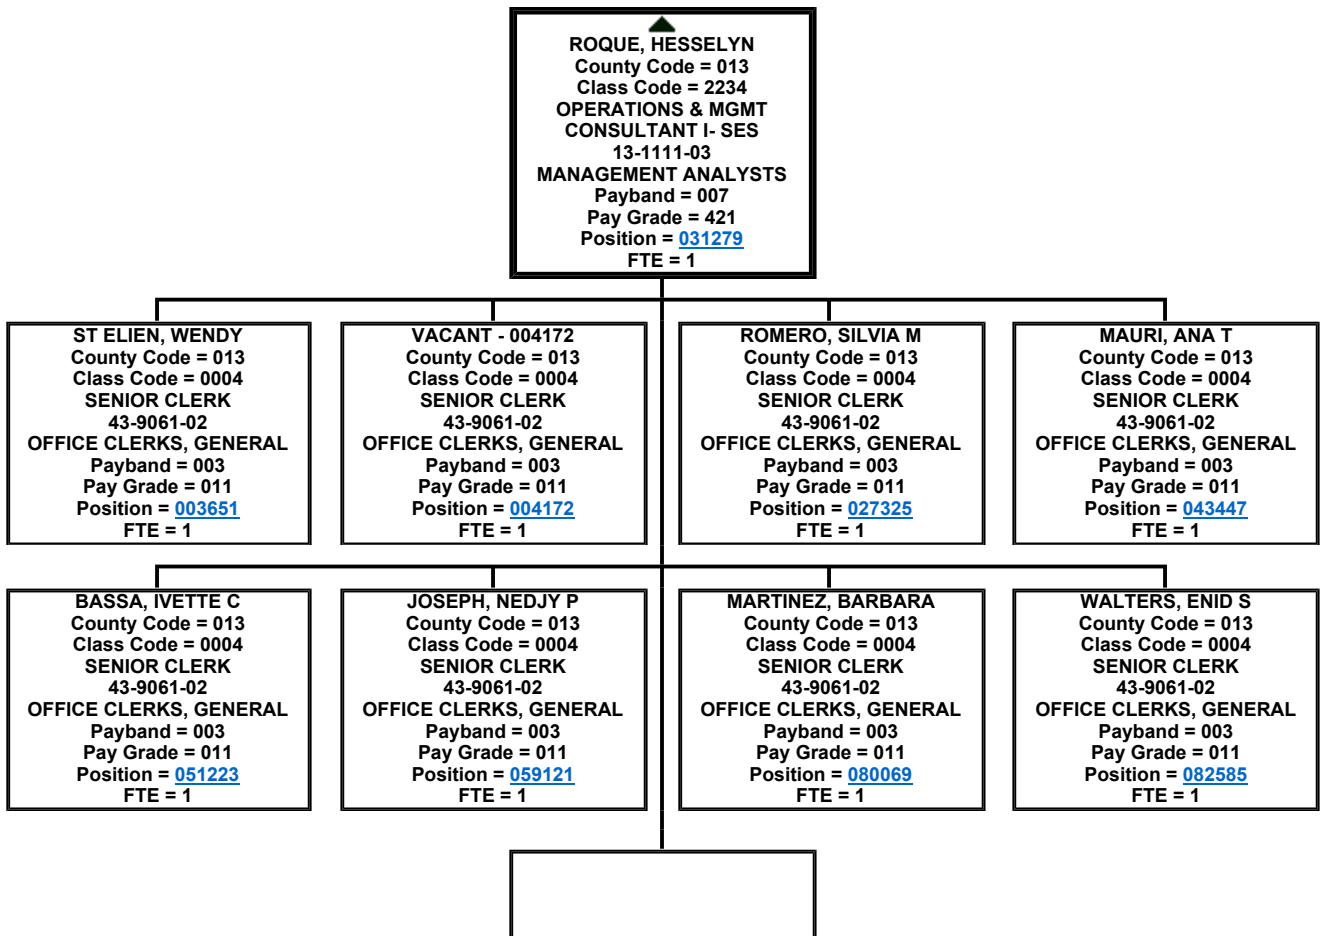 ROQUE, HESSELYN
County Code = 013
Class Code = 2234
OPERATIONS & MGMT
CONSULTANT I- SES
13-1111-03
MANAGEMENT ANALYSTS
Payband = 007
Pay Grade = 421
Position = 031279
FTE = 1
ST ELIEN, WENDY
County Code = 013
Class Code = 0004
SENIOR CLERK
43-9061-02
OFFICE CLERKS, GENERAL
Payband = 003
Pay Grade = 011
Position = 003651
FTE = 1
VACANT - 004172
County Code = 013
Class Code = 0004
SENIOR CLERK
43-9061-02
OFFICE CLERKS, GENERAL
Payband = 003
Pay Grade = 011
Position = 004172
FTE = 1
ROMERO, SILVIA M
County Code = 013
Class Code = 0004
SENIOR CLERK
43-9061-02
OFFICE CLERKS, GENERAL
Payband = 003
Pay Grade = 011
Position = 027325
FTE = 1
MAURI, ANA T
County Code = 013
Class Code = 0004
SENIOR CLERK
43-9061-02
OFFICE CLERKS, GENERAL
Payband = 003
Pay Grade = 011
Position = 043447
FTE = 1
BASSA, IVETTE C
County Code = 013
Class Code = 0004
SENIOR CLERK
43-9061-02
OFFICE CLERKS, GENERAL
Payband = 003
Pay Grade = 011
Position = 051223
FTE = 1
JOSEPH, NEDJY P
County Code = 013
Class Code = 0004
SENIOR CLERK
43-9061-02
OFFICE CLERKS, GENERAL
Payband = 003
Pay Grade = 011
Position = 059121
FTE = 1
MARTINEZ, BARBARA
County Code = 013
Class Code = 0004
SENIOR CLERK
43-9061-02
OFFICE CLERKS, GENERAL
Payband = 003
Pay Grade = 011
Position = 080069
FTE = 1
WALTERS, ENID S
County Code = 013
Class Code = 0004
SENIOR CLERK
43-9061-02
OFFICE CLERKS, GENERAL
Payband = 003
Pay Grade = 011
Position = 082585
FTE = 1